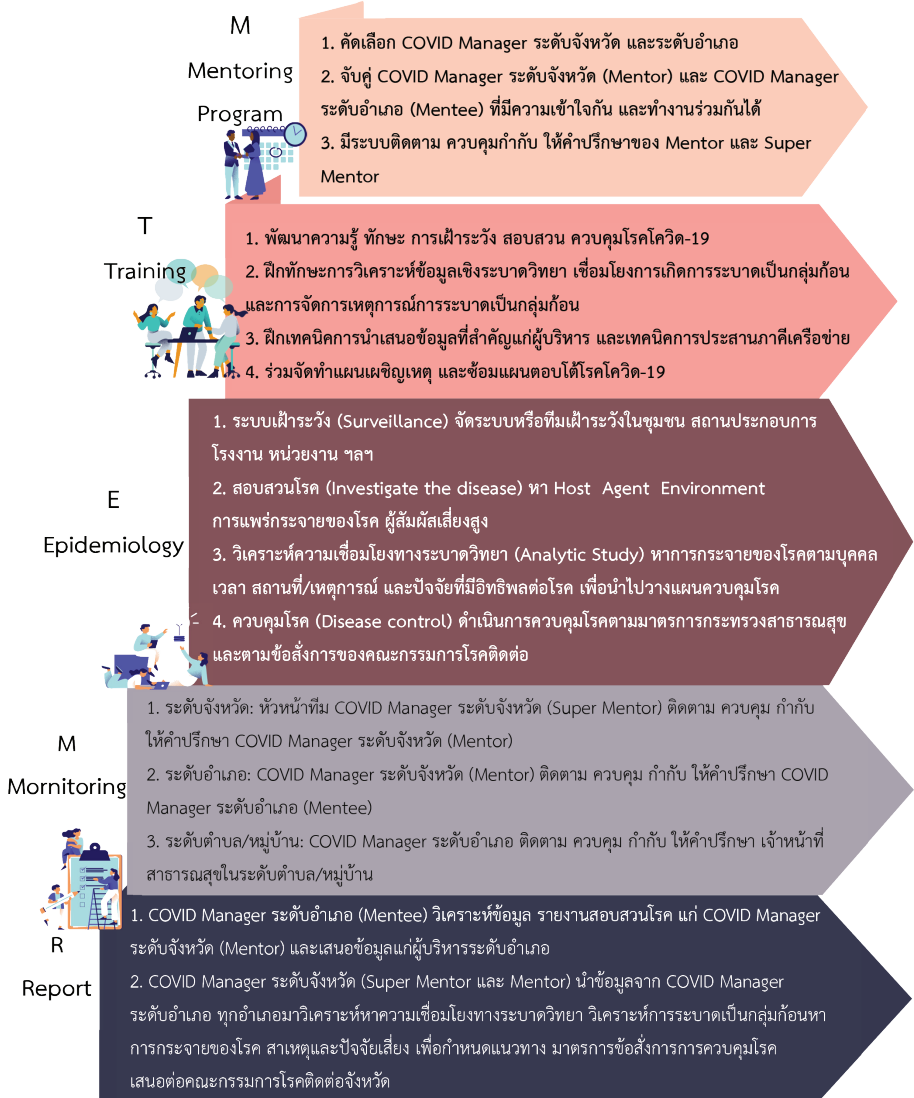 M
Mentoring
Program
1. คัดเลือก COVID Manager ระดับจังหวัด และระดับอำเภอ
2. จับคู่ COVID Manager ระดับจังหวัด (Mentor) และ COVID Manager
ระดับอำเภอ (Mentee) ที่มีความเข้าใจกัน และทำงานร่วมกันได้
3. มีระบบติดตาม ควบคุมกำกับ ให้คำปรึกษาของ Mentor และ Super
Mentor
T
Training
1. พัฒนาความรู้ ทักษะ การเฝ้าระวัง สอบสวน ควบคุมโรคโควิด-19
2. ฝึกทักษะการวิเคราะห์ข้อมูลเชิงระบาดวิทยา เชื่อมโยงการเกิดการระบาดเป็นกลุ่มก้อน
และการจัดการเหตุการณ์การระบาดเป็นกลุ่มก้อน
3. ฝึกเทคนิคการนำเสนอข้อมูลที่สำคัญแก่ผู้บริหาร และเทคนิคการประสานภาคีเครือข่าย
4. ร่วมจัดทำแผนเผชิญเหตุ และซ้อมแผนตอบโต้โรคโควิด-19
E
Epidemiology
1. ระบบเฝ้าระวัง (Surveillance) จัดระบบหรือทีมเฝ้าระวังในชุมชน สถานประกอบการ
โรงงาน หน่วยงาน ฯลฯ
2. สอบสวนโรค (Investigate the disease) หา Host Agent Environment
การแพร่กระจายของโรค ผู้สัมผัสเสี่ยงสูง
3. วิเคราะห์ความเชื่อมโยงทางระบาดวิทยา (Analytic Study) หาการกระจายของโรคตามบุคคล
เวลา สถานที่/เหตุการณ์ และปัจจัยที่มีอิทธิพลต่อโรค เพื่อนำไปวางแผนควบคุมโรค
4. ควบคุมโรค (Disease control) ดำเนินการควบคุมโรคตามมาตรการกระทรวงสาธารณสุข
และตามข้อสั่งการของคณะกรรมการโรคติดต่อ
M
Mornitoring
1. ระดับจังหวัด: หัวหน้าทีม COVID Manager ระดับจังหวัด (Super Mentor) ติดตาม ควบคุม กำกับ
ให้คำปรึกษา COVID Manager ระดับจังหวัด (Mentor)
2. ระดับอำเภอ: COVID Manager ระดับจังหวัด (Mentor) ติดตาม ควบคุม กำกับ ให้คำปรึกษา COVID
Manager ระดับอำเภอ (Mentee)
3. ระดับตำบล/หมู่บ้าน: COVID Manager ระดับอำเภอ ติดตาม ควบคุม กำกับ ให้คำปรึกษา เจ้าหน้าที่
สาธารณสุขในระดับตำบล/หมู่บ้าน
R
Report
1. COVID Manager ระดับอำเภอ (Mentee) วิเคราะห์ข้อมูล รายงานสอบสวนโรค แก่ COVID Manager
ระดับจังหวัด (Mentor) และเสนอข้อมูลแก่ผู้บริหารระดับอำเภอ
2. COVID Manager ระดับจังหวัด (Super Mentor และ Mentor) นำข้อมูลจาก COVID Manager
ระดับอำเภอ ทุกอำเภอมาวิเคราะห์หาความเชื่อมโยงทางระบาดวิทยา วิเคราะห์การระบาดเป็นกลุ่มก้อนหา
การกระจายของโรค สาเหตุและปัจจัยเสี่ยง เพื่อกำหนดแนวทาง มาตรการข้อสั่งการการควบคุมโรค
เสนอต่อคณะกรรมการโรคติดต่อจังหวัด